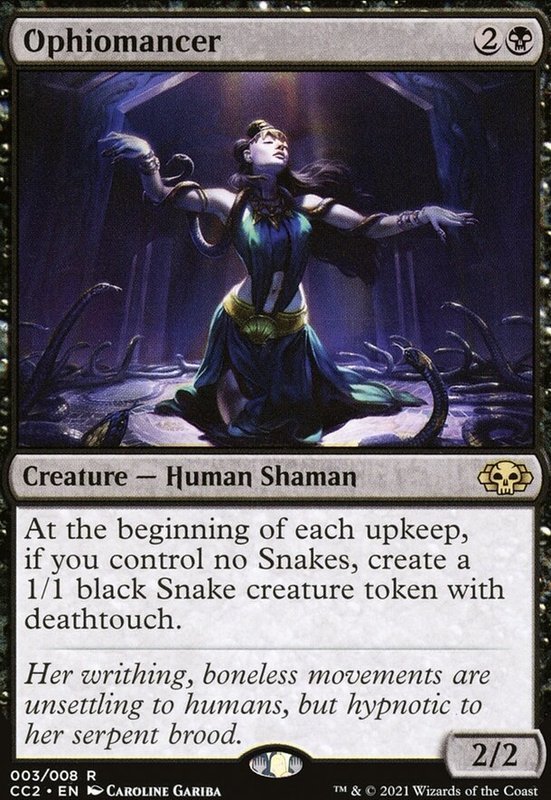 Ophiomancer 2
Creature — Human Shaman
At the beginning of each upkeep,
if you control no Snakes, create a
1/1 black Snake creature token with
deathtouch.
Her writhing, boneless movements are
unsettling to humans, but hypnotic to
her serpent brood.
2/2
003/008 R
CC2 • EN CAROLINE GARIBA
™ & © 2021 Wizards of the Coast